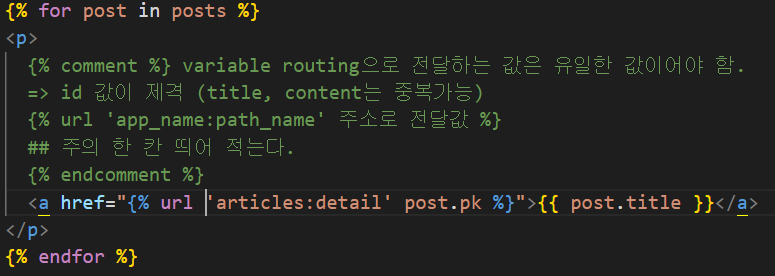 {% for post in posts %}
<p>
{% comment %} variable routing으로 전달하는 값은 유일한 값이어야 함.
=> id 값이 제격 (title, content는 중복가능)
{% url 'app_name:path_name' 주소로 전달값 %}
## 주의 한 칸 띄어 적는다.
{% endcomment %}
<a href="{% url 'articles:detail' post.pk %}">{{ post.title }}</a>
</p>
{% endfor %}